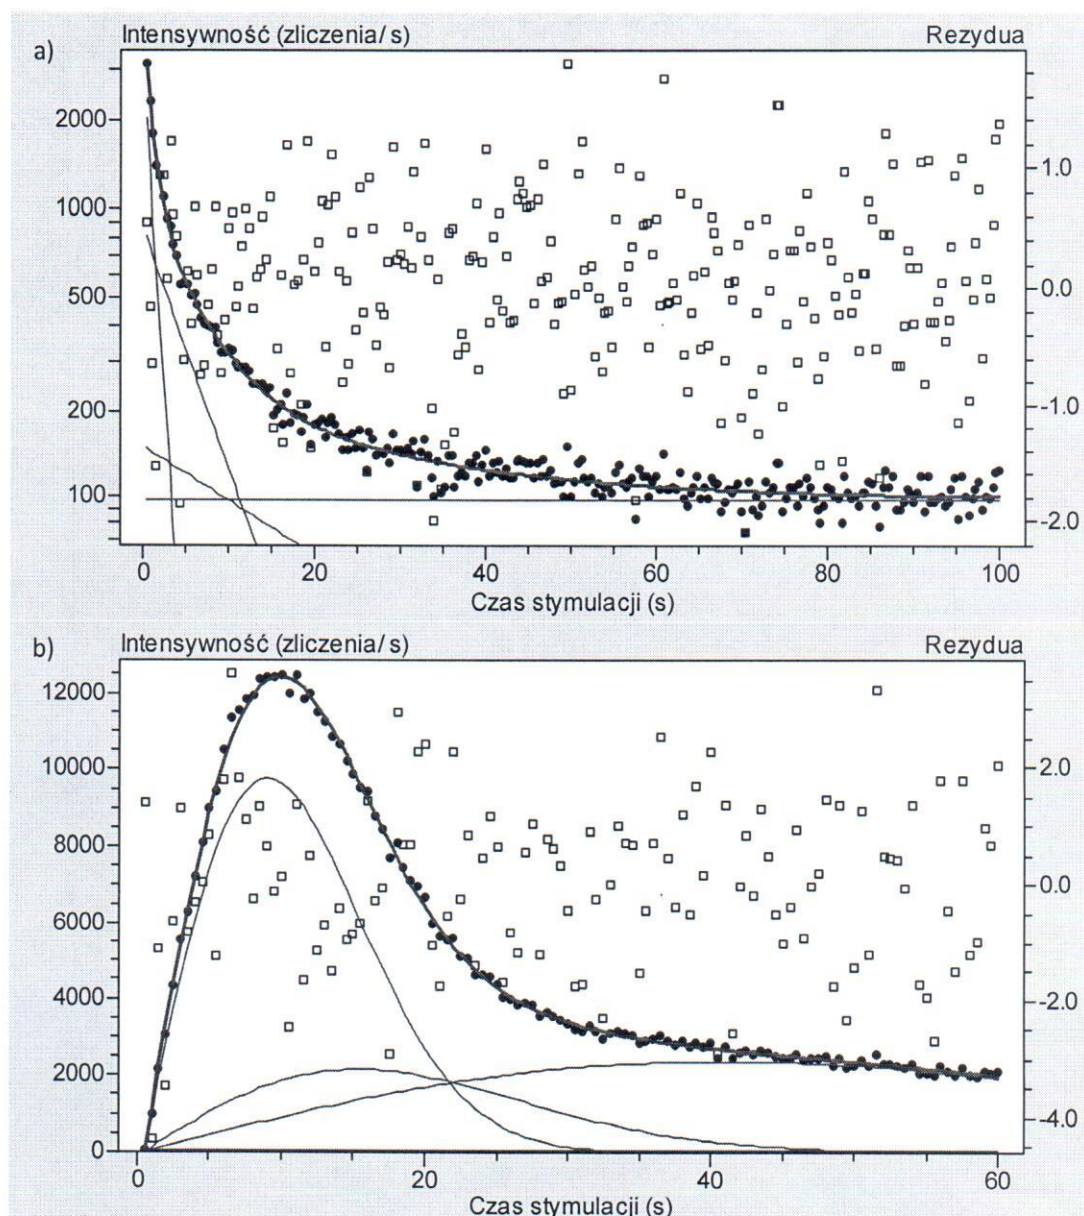 a)
Intensywność (zliczenia/s)
Rezydua
2000
1000
500
200
100
1.0
0.0
-1.0
-2.0
0 20 40 60 80 100
Czas stymulacji (s)
b)
Intensywność (zliczenia/s)
Rezydua
12000
10000
8000
6000
4000
2000
0
2.0
0.0
-2.0
-4.0
0 20 40 60
Czas stymulacji (s)